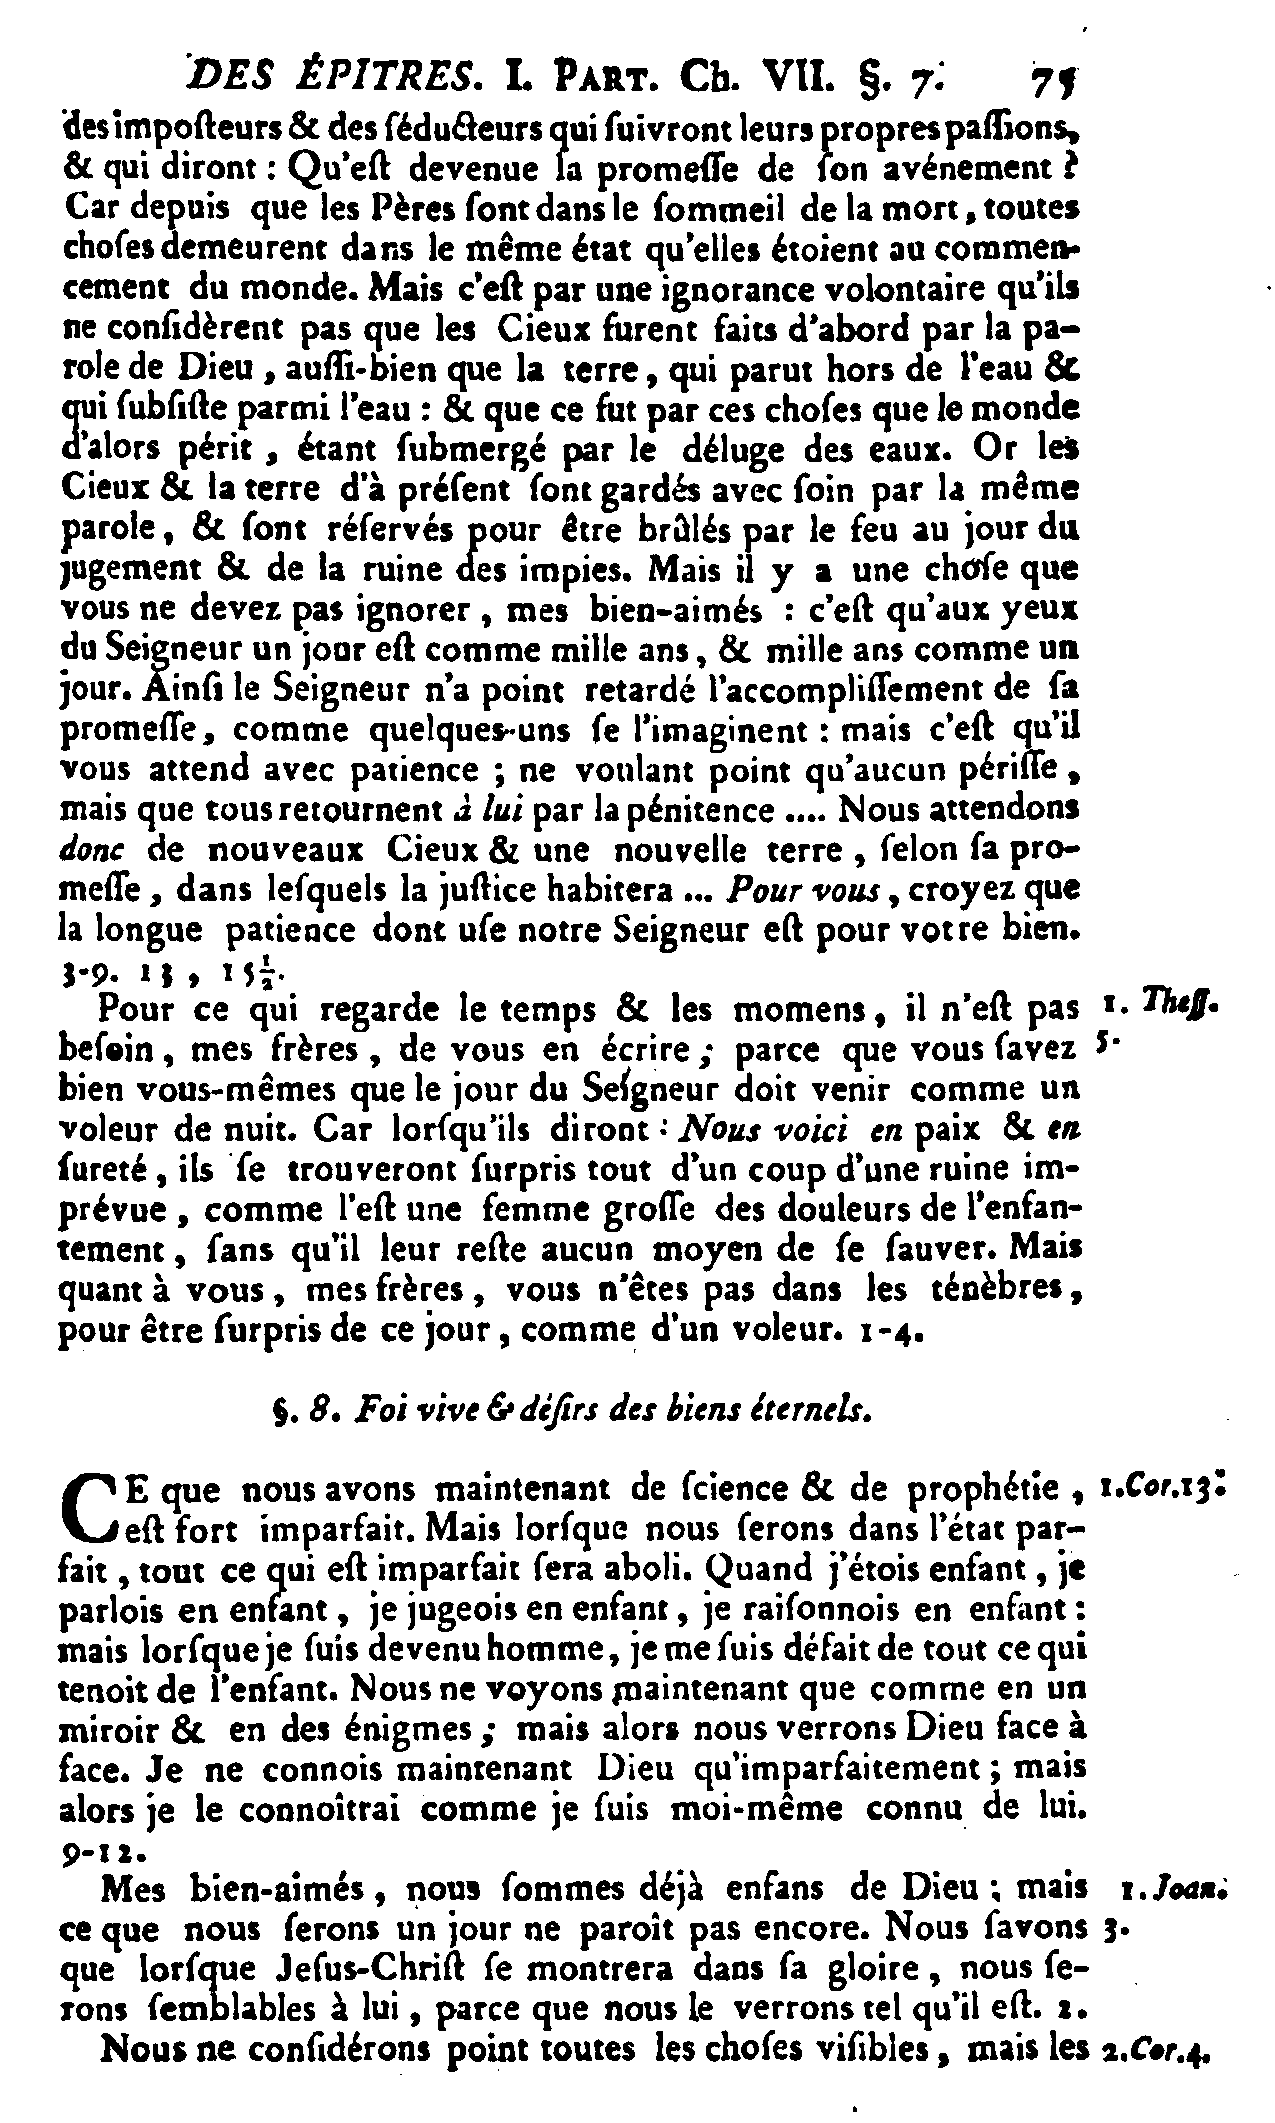 DES ÉPITRES. I. PART. Ch. VII. §. 7. 75
des impoſteurs & des ſéducteurs qui ſuivront leurs propres paſſions,
& qui diront : Qu'eſt devenue la promeſſe de ſon avénement ?
Car depuis que les Pères ſont dans le ſommeil de la mort, toutes
choſes demeurent dans le même état qu'elles étoient au commen-
cement du monde. Mais c'eſt par une ignorance volontaire qu'ils
ne conſidèrent pas que les Cieux furent faits d'abord par la pa-
role de Dieu, auſſi-bien que la terre, qui parut hors de l'eau &
qui ſubſiſte parmi l'eau : & que ce fut par ces choſes que le monde
d'alors périt, étant ſubmergé par le déluge des eaux. Or les
Cieux & la terre d'à préſent ſont gardés avec ſoin par la même
parole, & ſont réſervés pour être brûlés par le feu au jour du
jugement & de la ruine des impies. Mais il y a une choſe que
vous ne devez pas ignorer, mes bien-aimés : c'eſt qu'aux yeux
du Seigneur un jour eſt comme mille ans, & mille ans comme un
jour. Ainſi le Seigneur n'a point retardé l'accompliſſement de ſa
promeſſe, comme quelques-uns ſe l'imaginent : mais c'eſt qu'il
vous attend avec patience ; ne voulant point qu'aucun périſſe,
mais que tous retournent à lui par la pénitence .... Nous attendons
donc de nouveaux Cieux & une nouvelle terre, ſelon ſa pro-
meſſe, dans leſquels la juſtice habitera ... Pour vous, croyez que
la longue patience dont uſe notre Seigneur eſt pour votre bien.
3-9. 13, 15½.
Pour ce qui regarde le temps & les momens, il n'eſt pas 1. Theſſ.
beſoin, mes frères, de vous en écrire ; parce que vous ſavez 5.
bien vous-mêmes que le jour du Seigneur doit venir comme un
voleur de nuit. Car lorſqu'ils diront : Nous voici en paix & en
ſureté, ils ſe trouveront ſurpris tout d'un coup d'une ruine im-
prévue, comme l'eſt une femme groſſe des douleurs de l'enfan-
tement, ſans qu'il leur reſte aucun moyen de ſe ſauver. Mais
quant à vous, mes frères, vous n'êtes pas dans les ténèbres,
pour être ſurpris de ce jour, comme d'un voleur. 1-4.
§. 8. Foi vive & déſirs des biens éternels.
CE que nous avons maintenant de ſcience & de prophétie, 1.Cor.13.
eſt fort imparfait. Mais lorſque nous ſerons dans l'état par-
fait, tout ce qui eſt imparfait ſera aboli. Quand j'étois enfant, je
parlois en enfant, je jugeois en enfant, je raiſonnois en enfant :
mais lorſque je ſuis devenu homme, je me ſuis défait de tout ce qui
tenoit de l'enfant. Nous ne voyons maintenant que comme en un
miroir & en des énigmes ; mais alors nous verrons Dieu face à
face. Je ne connois maintenant Dieu qu'imparfaitement ; mais
alors je le connoîtrai comme je ſuis moi-même connu de lui.
9-12.
Mes bien-aimés, nous ſommes déjà enfans de Dieu ; mais 1. Joan.
ce que nous ſerons un jour ne paroît pas encore. Nous ſavons 3.
que lorſque Jeſus-Chriſt ſe montrera dans ſa gloire, nous ſe-
rons ſemblables à lui, parce que nous le verrons tel qu'il eſt. 2.
Nous ne conſidérons point toutes les choſes viſibles, mais les 2.Cor.4.